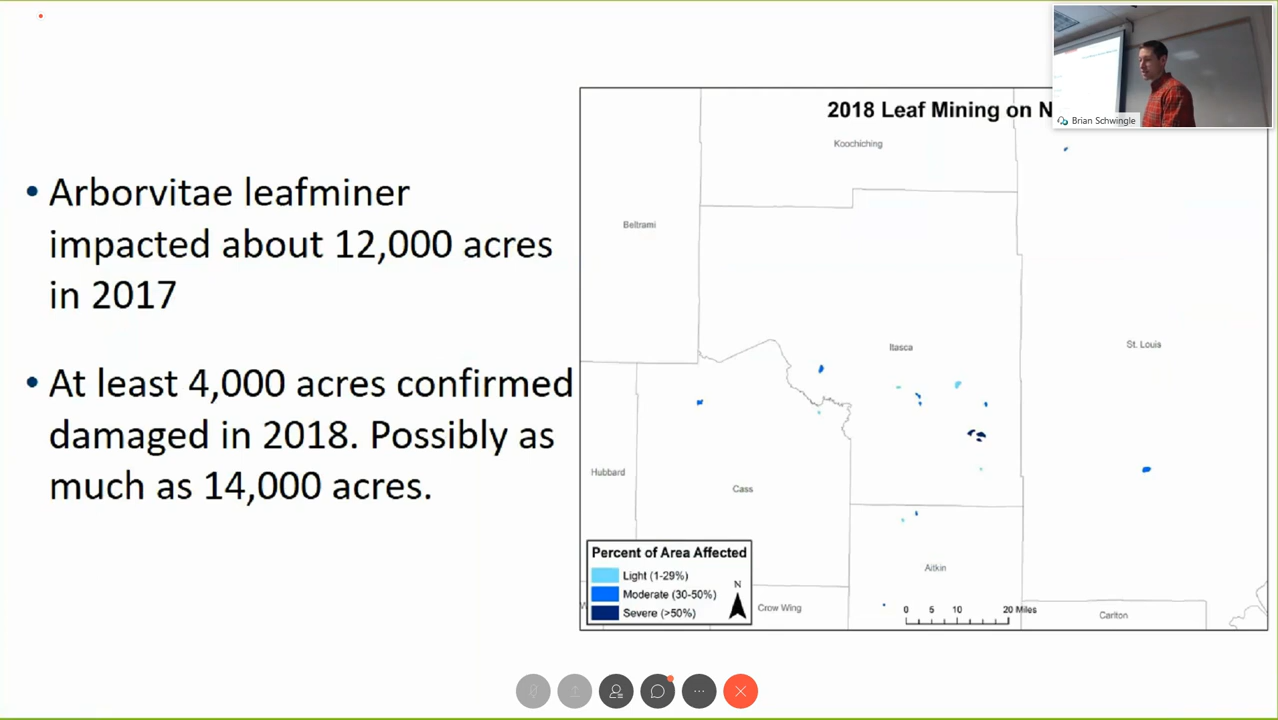 • Arborvitae leafminer
impacted about 12,000 acres
in 2017
• At least 4,000 acres confirmed
damaged in 2018. Possibly as
much as 14,000 acres.
2018 Leaf Mining on N
Brian Schwingle
Koochiching
Beltrami
Itasca
St. Louis
Hubbard
Cass
Aitkin
Crow Wing
Carlton
Percent of Area Affected
Light (1-29%)
Moderate (30-50%)
Severe (>50%)
N
0 5 10 20 Miles